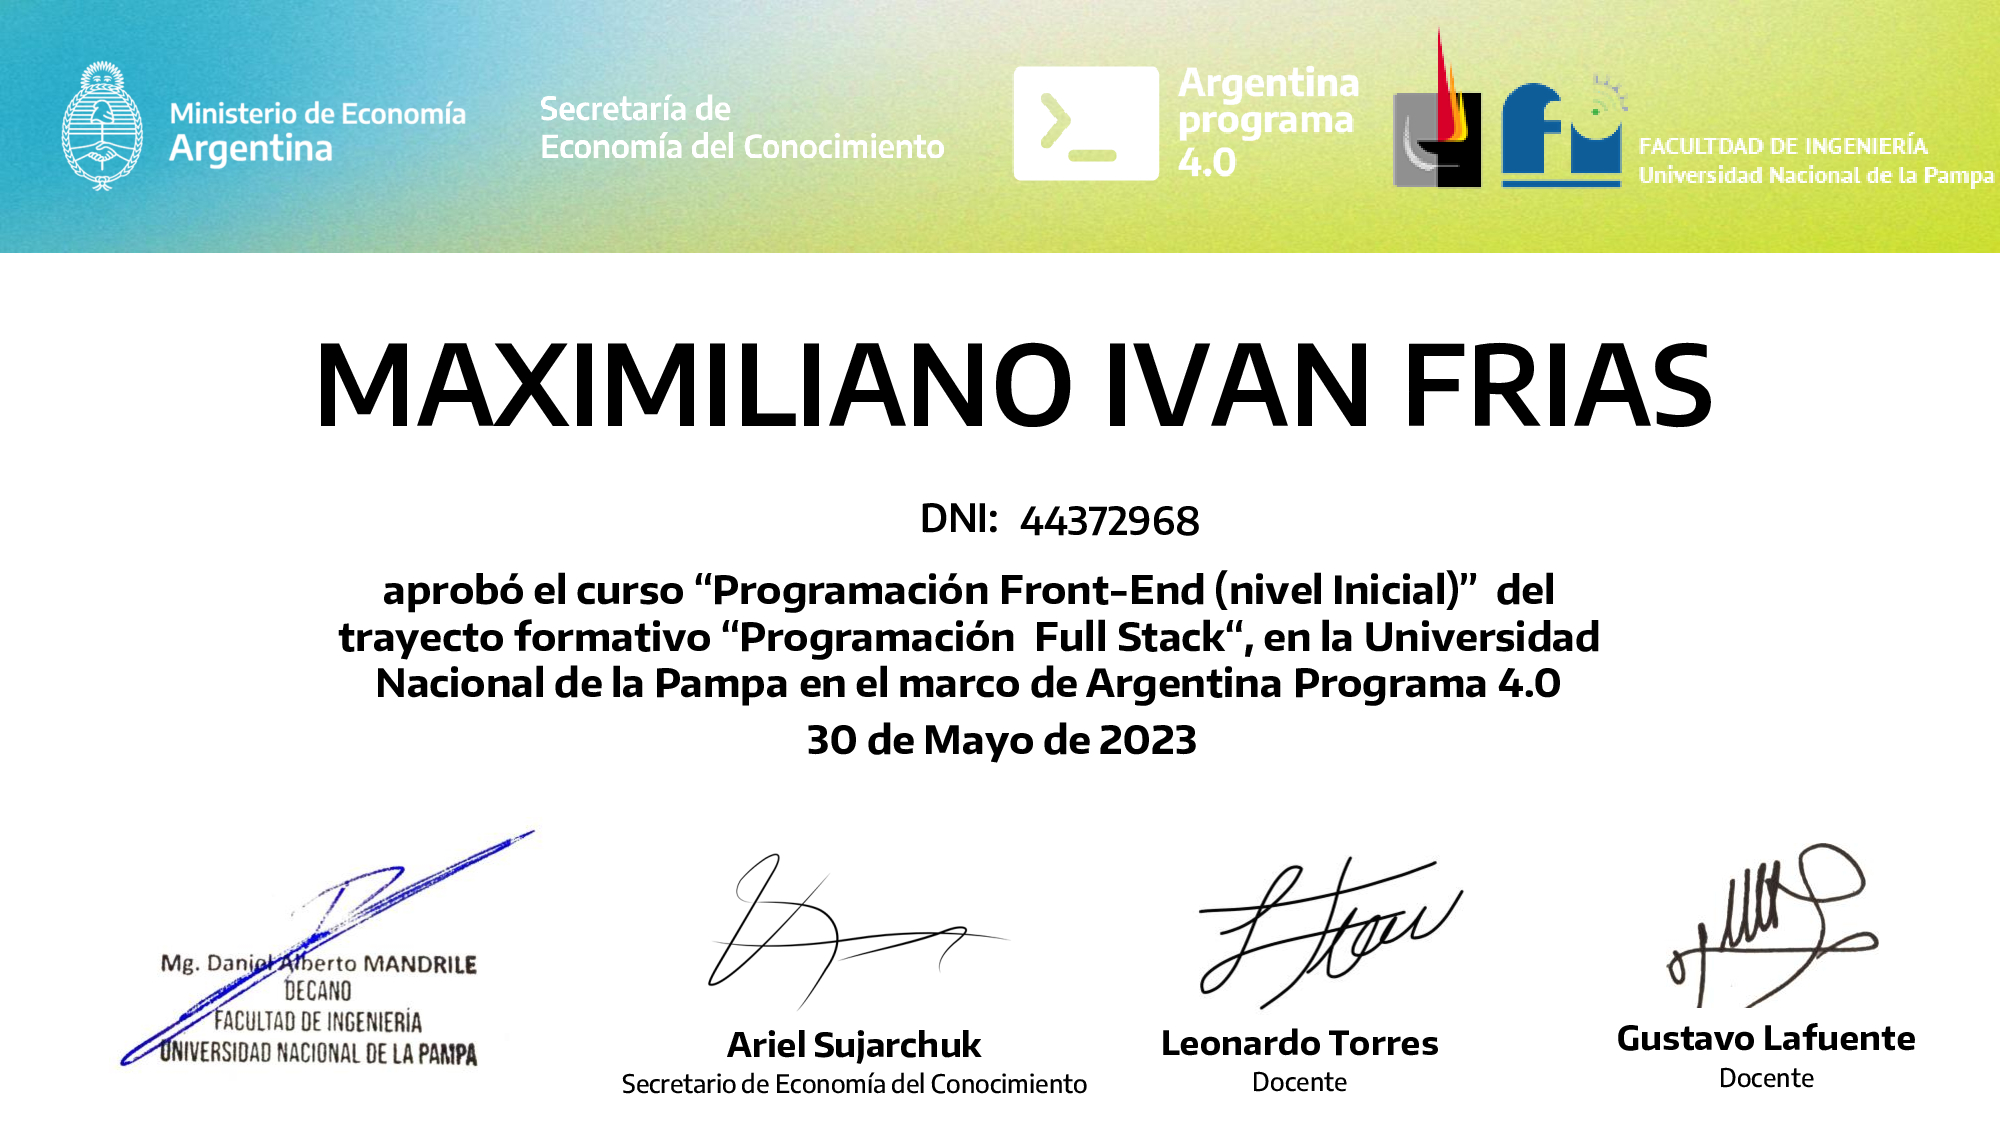 Ministerio de Economía
Argentina
Secretaría de
Economía del Conocimiento
Argentina
programa
4.0
FACULTDAD DE INGENIERÍA
Universidad Nacional de la Pampa
MAXIMILIANO IVAN FRIAS
DNI: 44372968
aprobó el curso “Programación Front-End (nivel Inicial)” del
trayecto formativo “Programación Full Stack“, en la Universidad
Nacional de la Pampa en el marco de Argentina Programa 4.0
30 de Mayo de 2023
Mg. Daniel Alberto MANDRILE
DECANO
FACULTAD DE INGENIERÍA
UNIVERSIDAD NACIONAL DE LA PAMPA
Ariel Sujarchuk
Secretario de Economía del Conocimiento
Leonardo Torres
Docente
Gustavo Lafuente
Docente